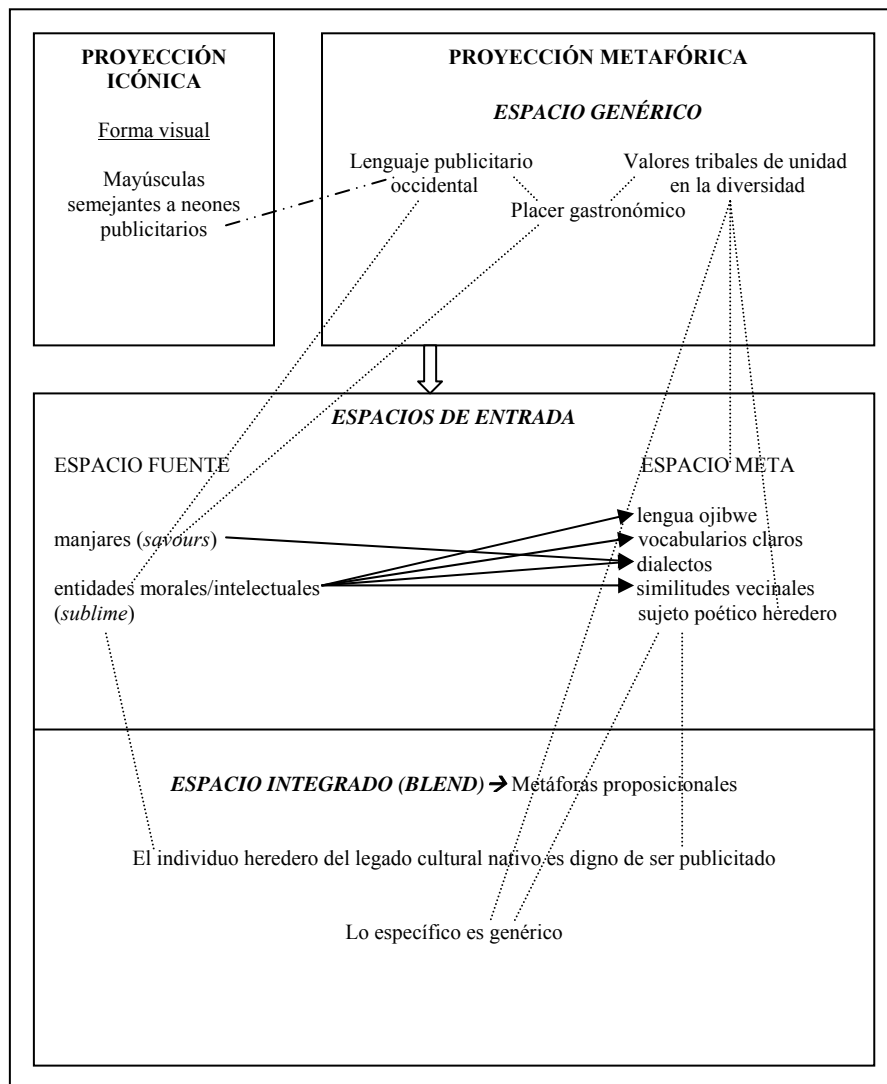 PROYECCIÓN
ICÓNICA
Forma visual
Mayúsculas
semejantes a neones
publicitarios
PROYECCIÓN METAFÓRICA
ESPACIO GENÉRICO
Lenguaje publicitario
occidental
Valores tribales de unidad
en la diversidad
Placer gastronómico
ESPACIOS DE ENTRADA
ESPACIO FUENTE
manjares (savours)
entidades morales/intelectuales
(sublime)
ESPACIO META
lengua ojibwe
vocabularios claros
dialectos
similitudes vecinales
sujeto poético heredero
ESPACIO INTEGRADO (BLEND) → Metáforas proposicionales
El individuo heredero del legado cultural nativo es digno de ser publicitado
Lo específico es genérico